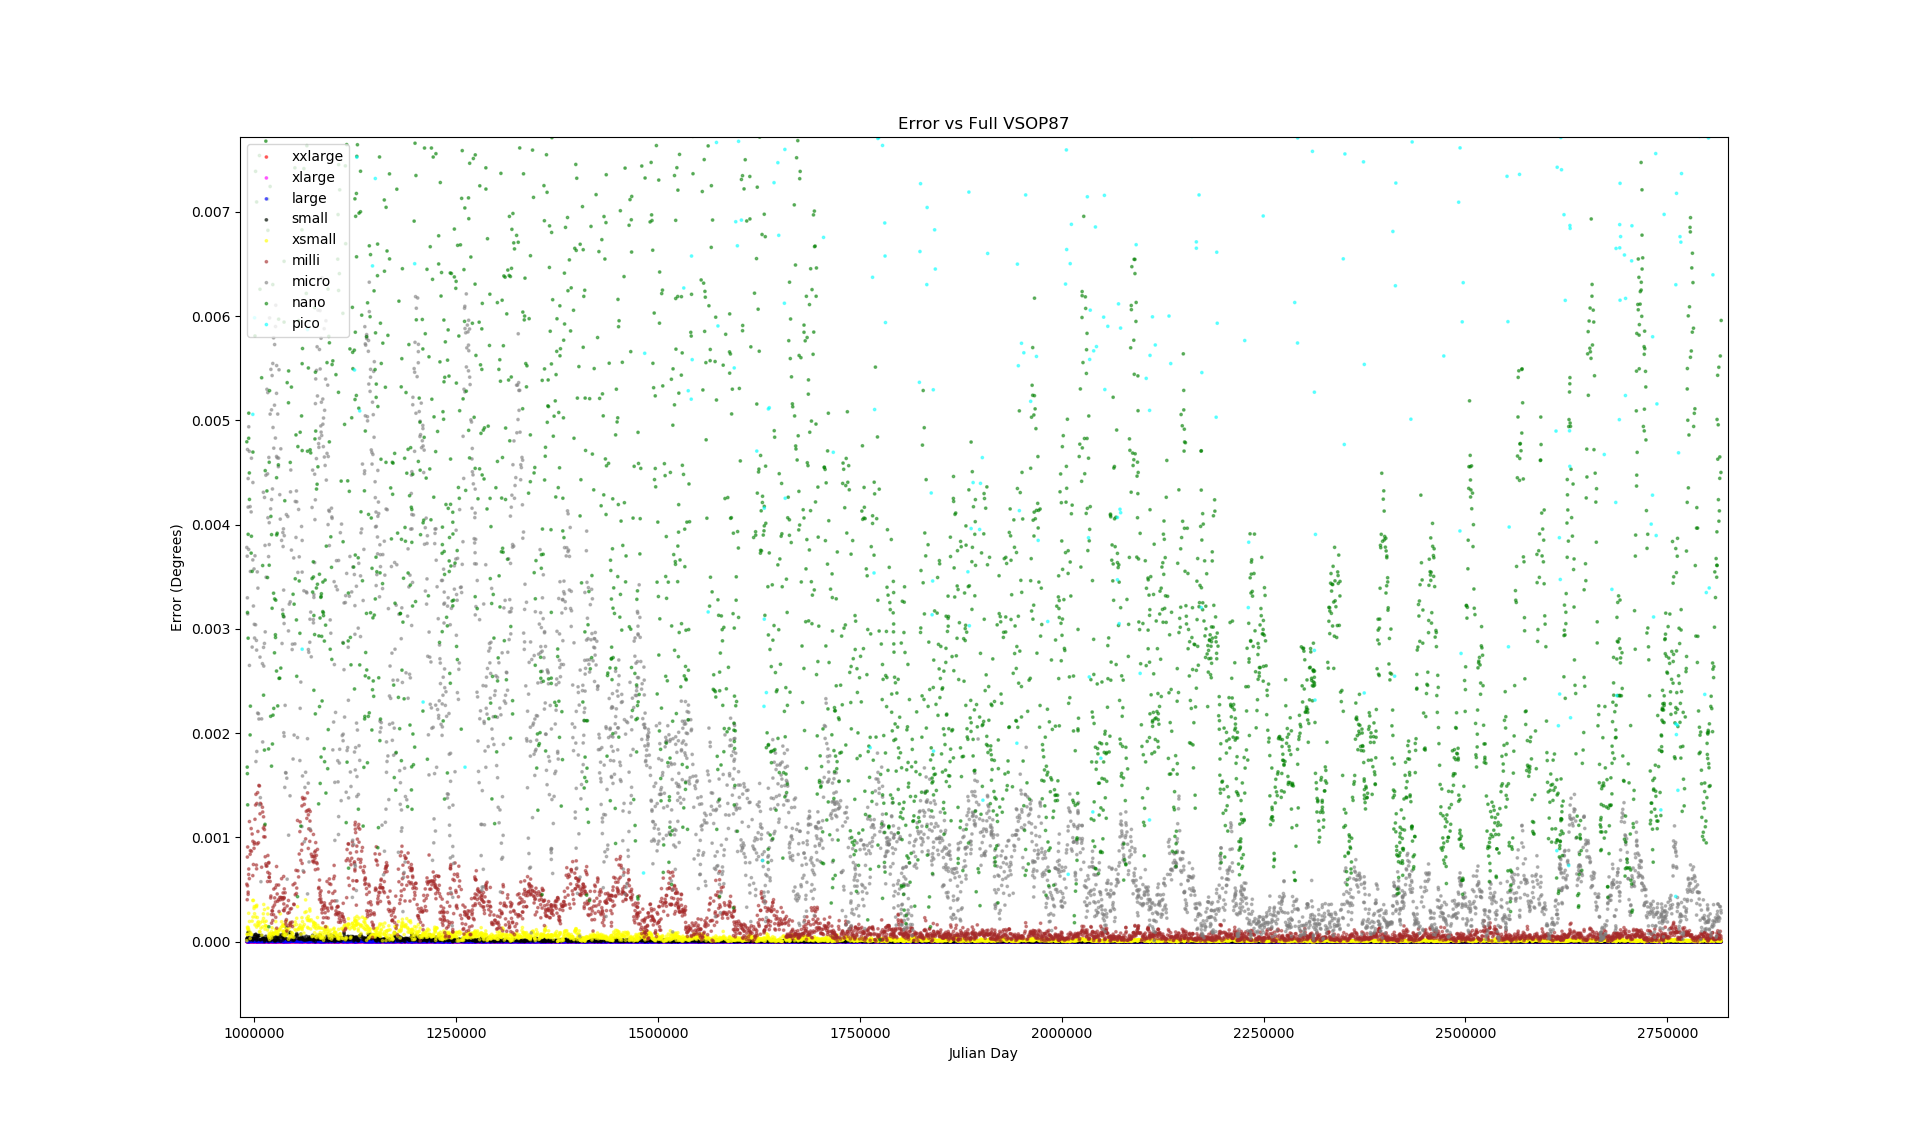 Error vs Full VSOP87
xxlarge
xlarge
large
small
xsmall
milli
micro
nano
pico
0.007
0.006
0.005
0.004
0.003
0.002
0.001
0.000
Error (Degrees)
1000000 1250000 1500000 1750000 2000000 2250000 2500000 2750000
Julian Day